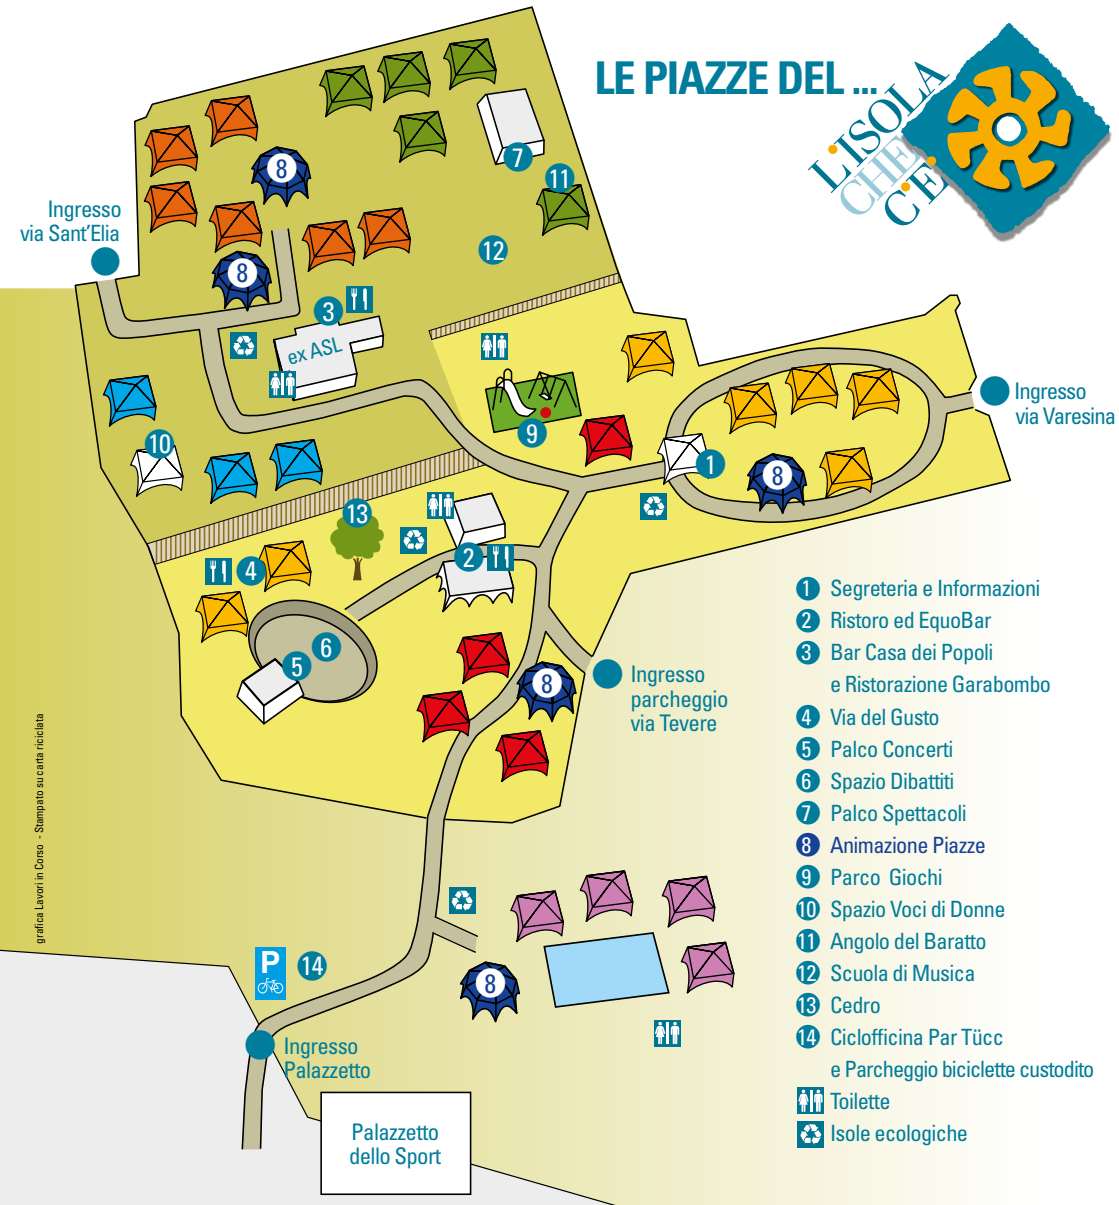 LE PIAZZE DEL ...
L'ISOLA
CHE
C'È
8
7
11
Ingresso
via Sant'Elia
12
8
3
ex ASL
Ingresso
via Varesina
9
10
1
8
13
2
4
6
5
Ingresso
parcheggio
via Tevere
8
1 Segreteria e Informazioni
2 Ristoro ed EquoBar
3 Bar Casa dei Popoli
e Ristorazione Garabombo
4 Via del Gusto
5 Palco Concerti
6 Spazio Dibattiti
7 Palco Spettacoli
8 Animazione Piazze
9 Parco Giochi
10 Spazio Voci di Donne
11 Angolo del Baratto
12 Scuola di Musica
13 Cedro
14 Ciclofficina Par Tücc
e Parcheggio biciclette custodito
Toilette
Isole ecologiche
grafica Lavori in Corso - Stampato su carta riciclata
P
14
8
Ingresso
Palazzetto
Palazzetto
dello Sport